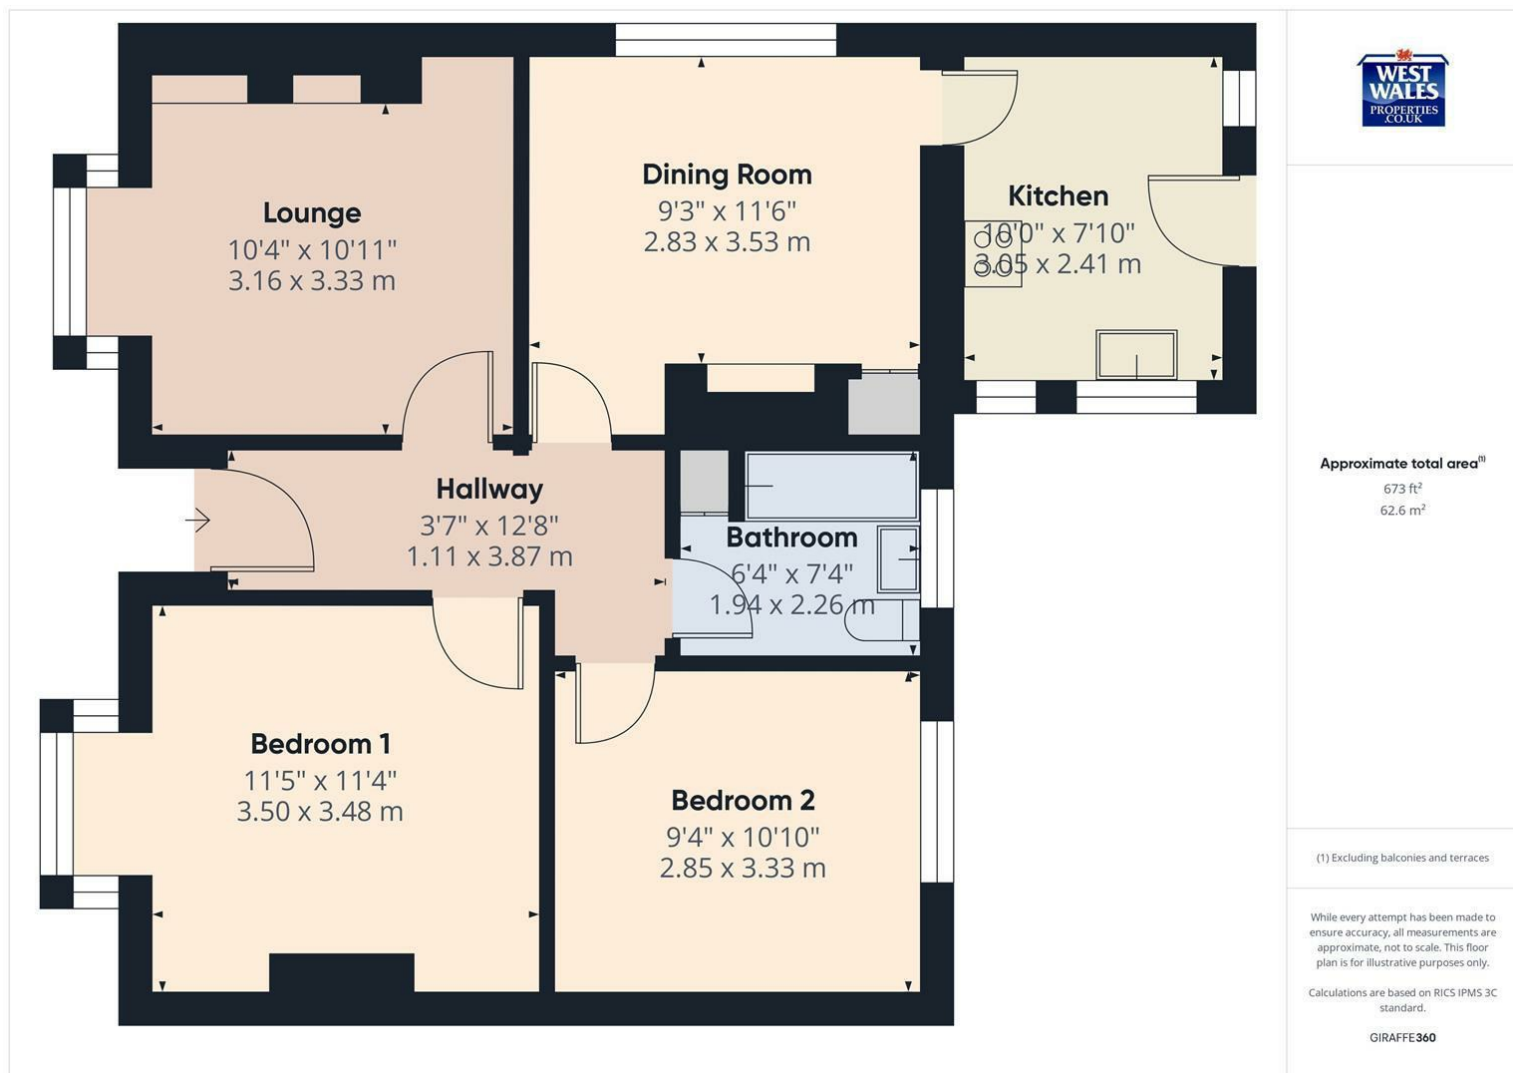 Lounge
10'4" x 10'11"
3.16 x 3.33 m
Dining Room
9'3" x 11'6"
2.83 x 3.53 m
Kitchen
10'0" x 7'10"
3.05 x 2.41 m
Hallway
3'7" x 12'8"
1.11 x 3.87 m
Bathroom
6'4" x 7'4"
1.94 x 2.26 m
Bedroom 1
11'5" x 11'4"
3.50 x 3.48 m
Bedroom 2
9'4" x 10'10"
2.85 x 3.33 m
WEST
WALES
PROPERTIES
.CO.UK
Approximate total area(1)
673 ft²
62.6 m²
(1) Excluding balconies and terraces
While every attempt has been made to
ensure accuracy, all measurements are
approximate, not to scale. This floor
plan is for illustrative purposes only.
Calculations are based on RICS IPMS 3C
standard.
GIRAFFE360